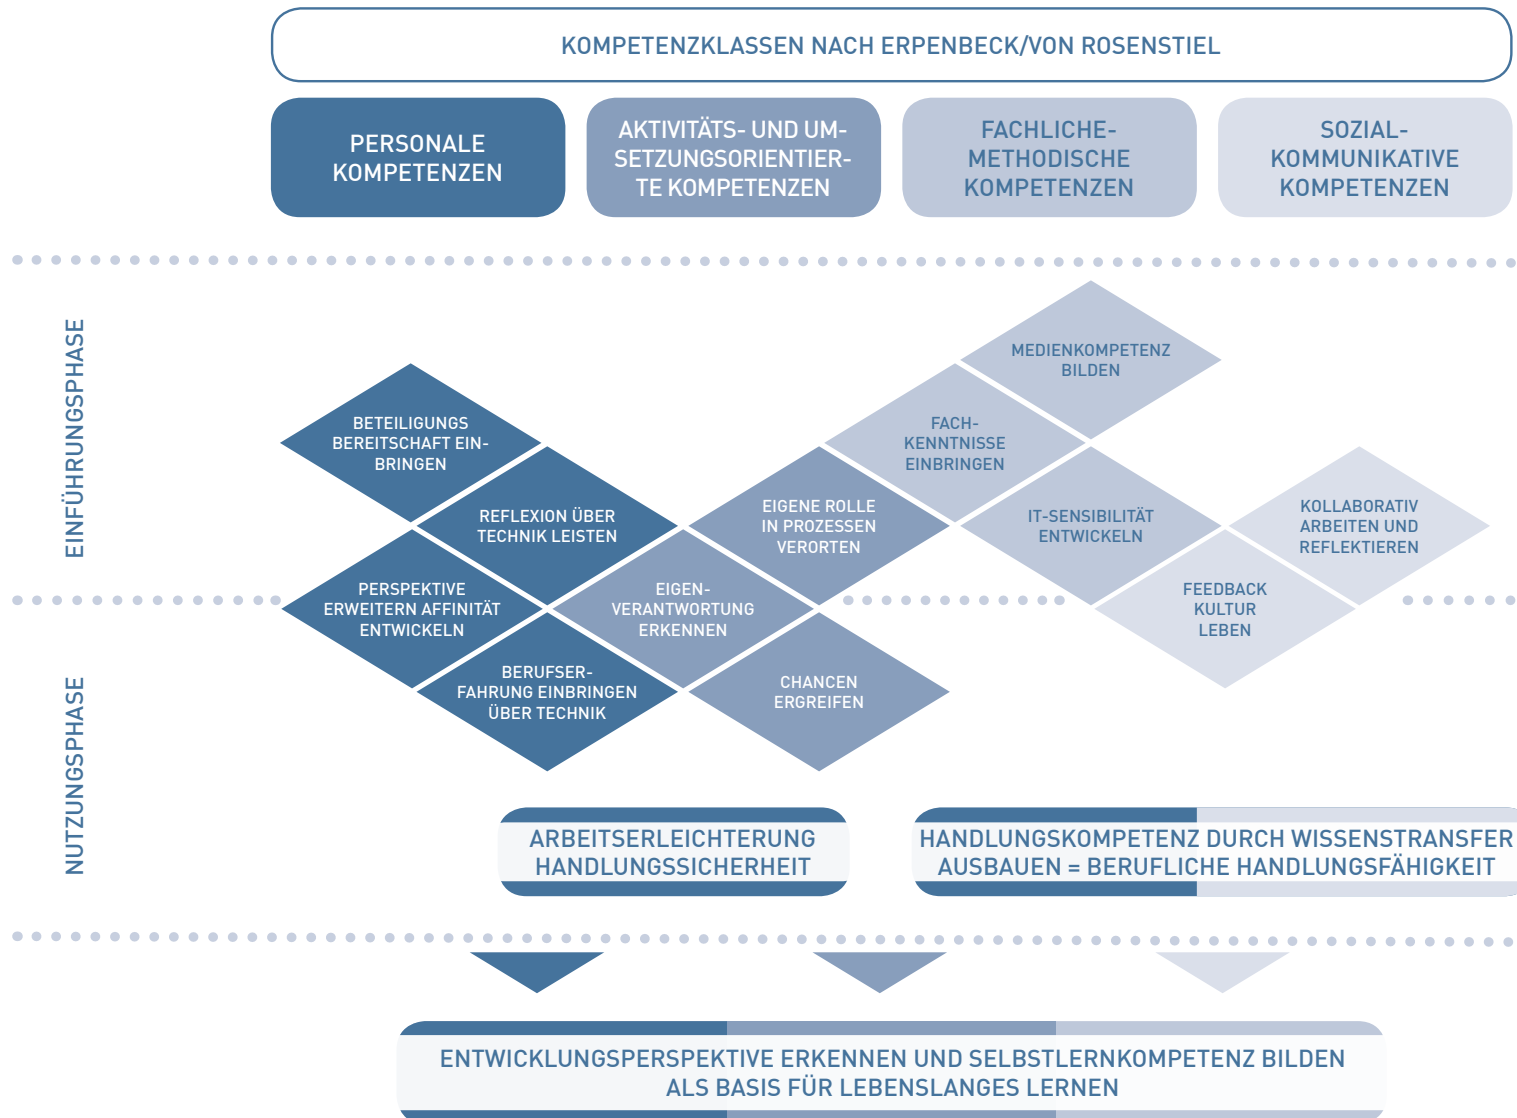 KOMPETENZKLASSEN NACH ERPENBECK/VON ROSENSTIEL
PERSONALE
KOMPETENZEN
AKTIVITÄTS- UND UM-
SETZUNGSORIENTIER-
TE KOMPETENZEN
FACHLICHE-
METHODISCHE
KOMPETENZEN
SOZIAL-
KOMMUNIKATIVE
KOMPETENZEN
EINFÜHRUNGSPHASE
MEDIENKOMPETENZ
BILDEN
BETEILIGUNGS
BEREITSCHAFT EIN-
BRINGEN
FACH-
KENNTNISSE
EINBRINGEN
REFLEXION ÜBER
TECHNIK LEISTEN
EIGENE ROLLE
IN PROZESSEN
VERORTEN
IT-SENSIBILITÄT
ENTWICKELN
KOLLABORATIV
ARBEITEN UND
REFLEKTIEREN
PERSPEKTIVE
ERWEITERN AFFINITÄT
ENTWICKELN
EIGEN-
VERANTWORTUNG
ERKENNEN
FEEDBACK
KULTUR
LEBEN
NUTZUNGSPHASE
BERUFSER-
FAHRUNG EINBRINGEN
ÜBER TECHNIK
CHANCEN
ERGREIFEN
ARBEITSERLEICHTERUNG
HANDLUNGSSICHERHEIT
HANDLUNGSKOMPETENZ DURCH WISSENSTRANSFER
AUSBAUEN = BERUFLICHE HANDLUNGSFÄHIGKEIT
ENTWICKLUNGSPERSPEKTIVE ERKENNEN UND SELBSTLERNKOMPETENZ BILDEN
ALS BASIS FÜR LEBENSLANGES LERNEN